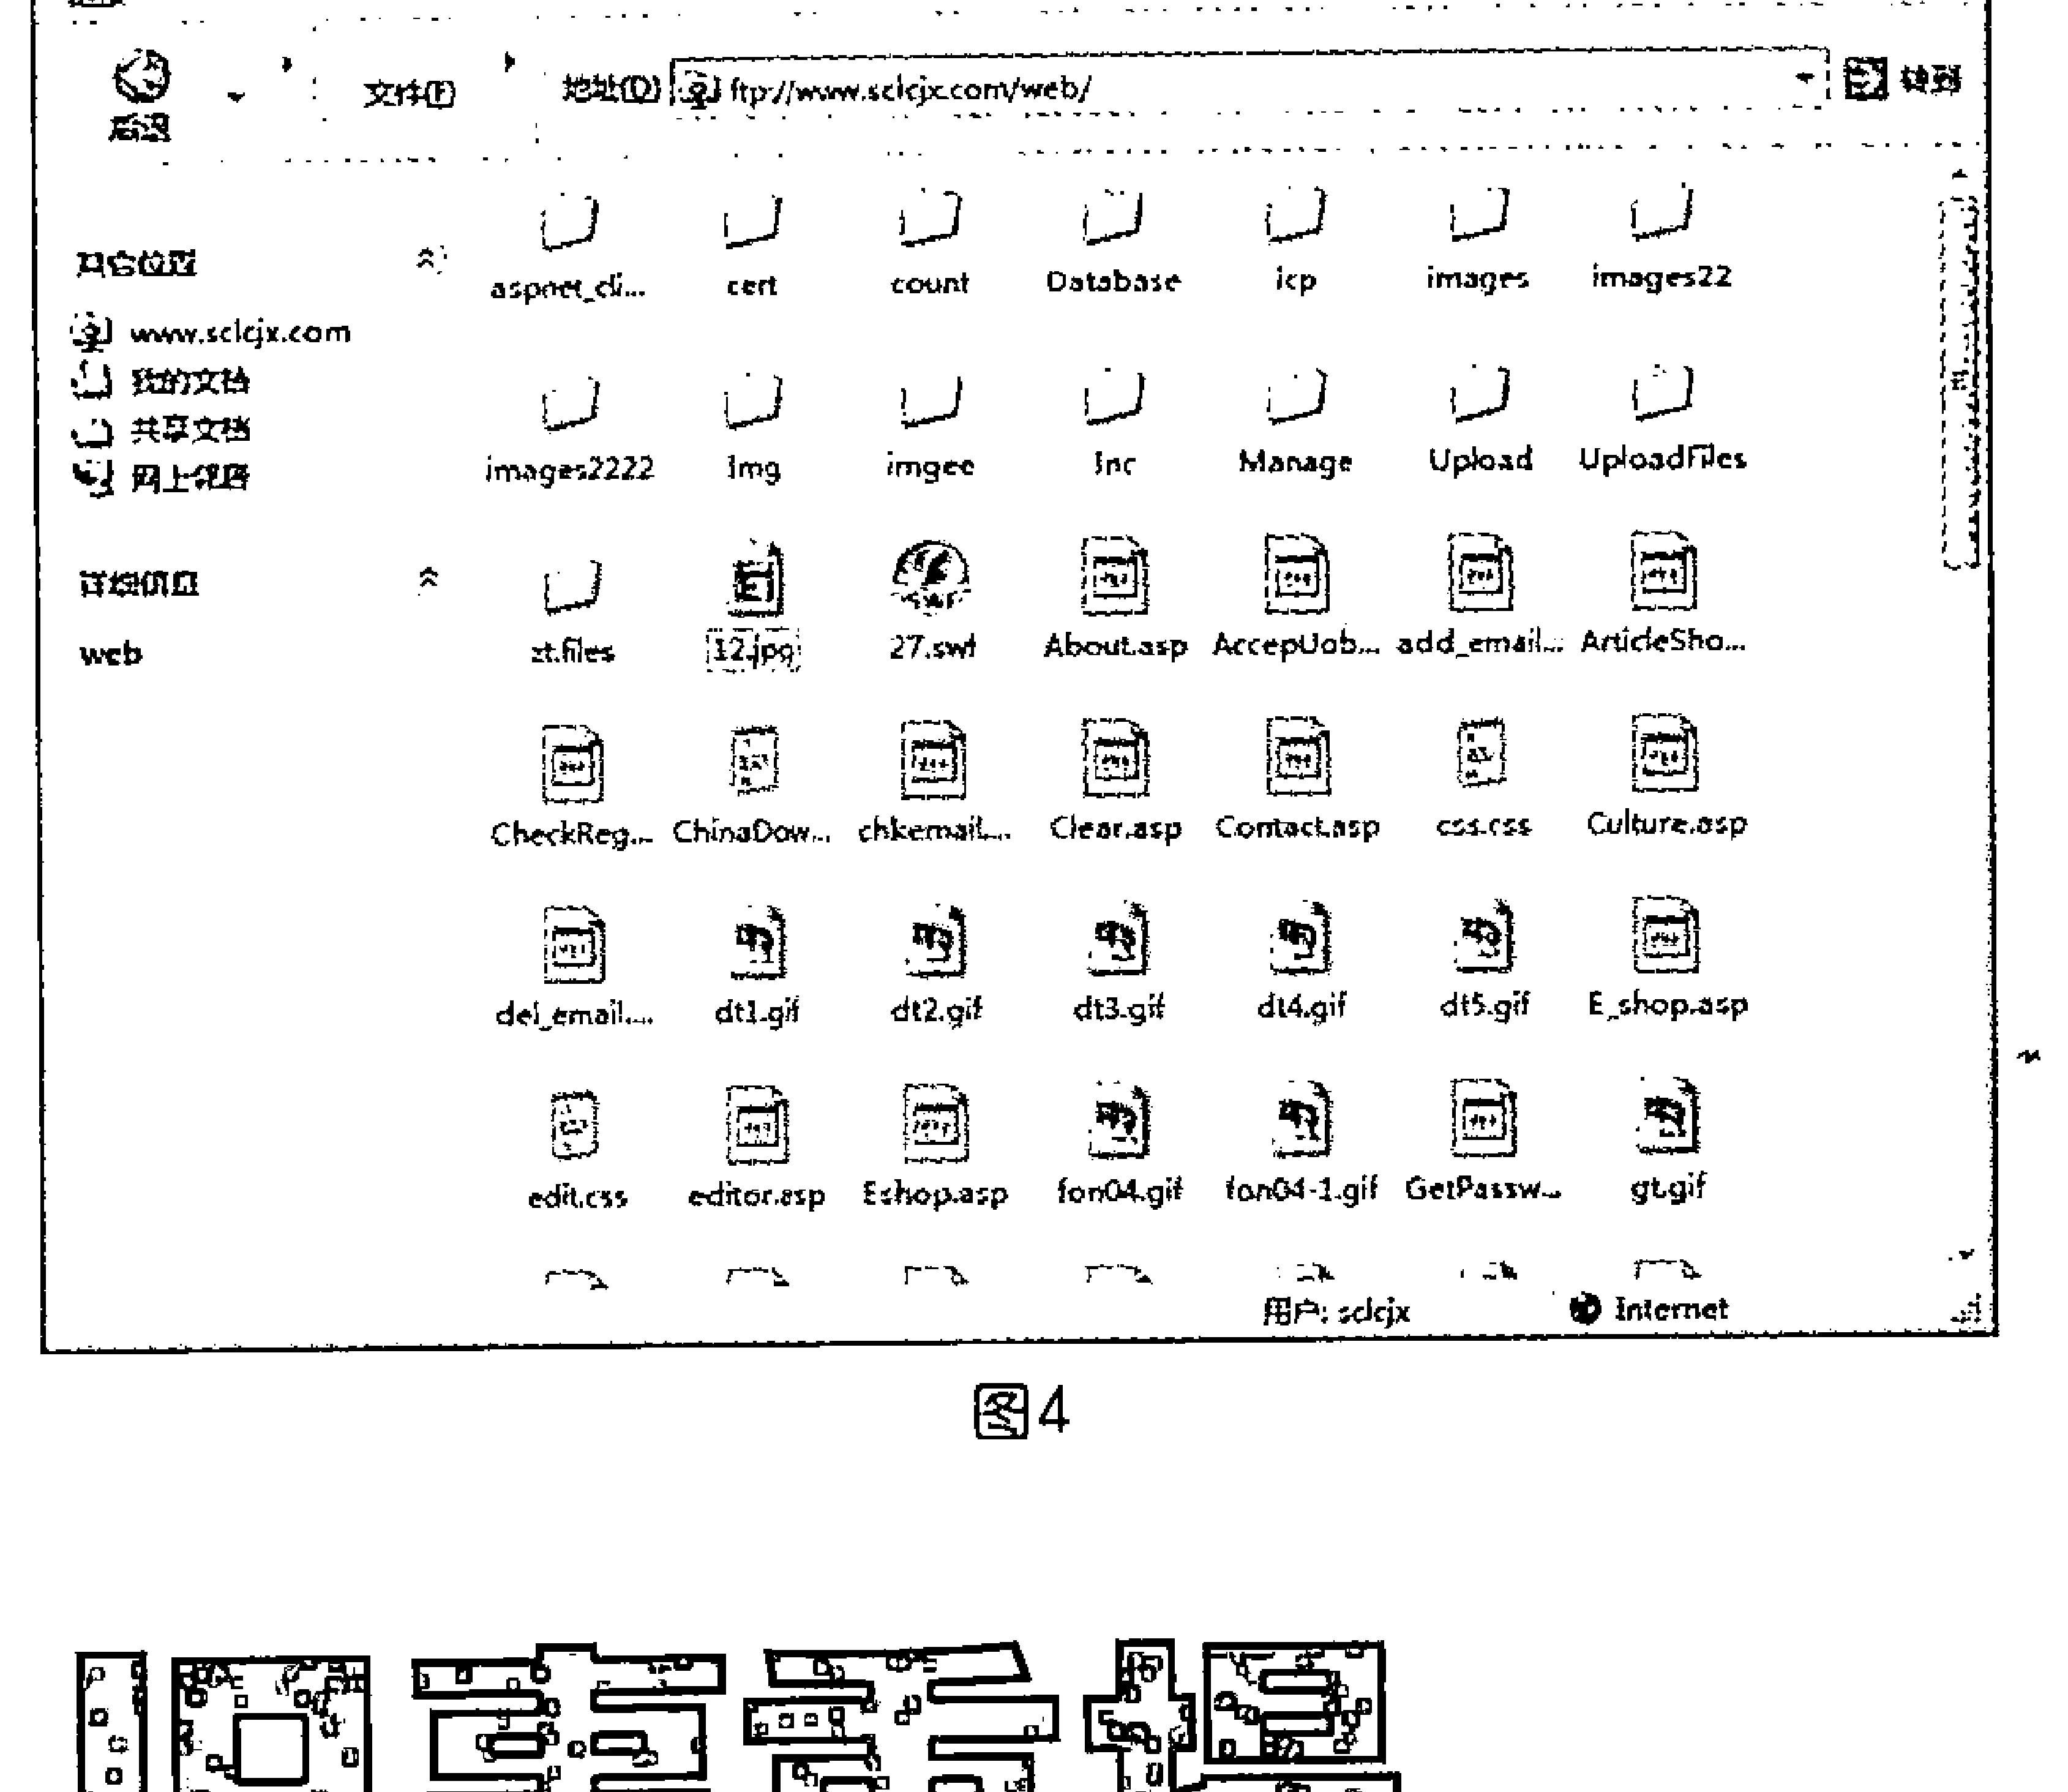 文件(F) 地址(D) ftp://www.sclcjx.com/web/ 转到
后退
其它位置
www.sclcjx.com
我的文档
共享文档
网上邻居
详细信息
web
aspnet_cli... cert count Database icp images images22
images2222 Img imgee Inc Manage Upload UploadFiles
zt.files 12.jpg 27.swf About.asp AcceptJob... add_email... ArticleSho...
CheckReg... ChinaDow... chkemail.... Clear.asp Contact.asp css.css Culture.asp
del_email.... dt1.gif dt2.gif dt3.gif dt4.gif dt5.gif E_shop.asp
edit.css editor.asp Eshop.asp fon04.gif fon04-1.gif GetPassw... gt.gif
用户: sclcjx Internet
图4